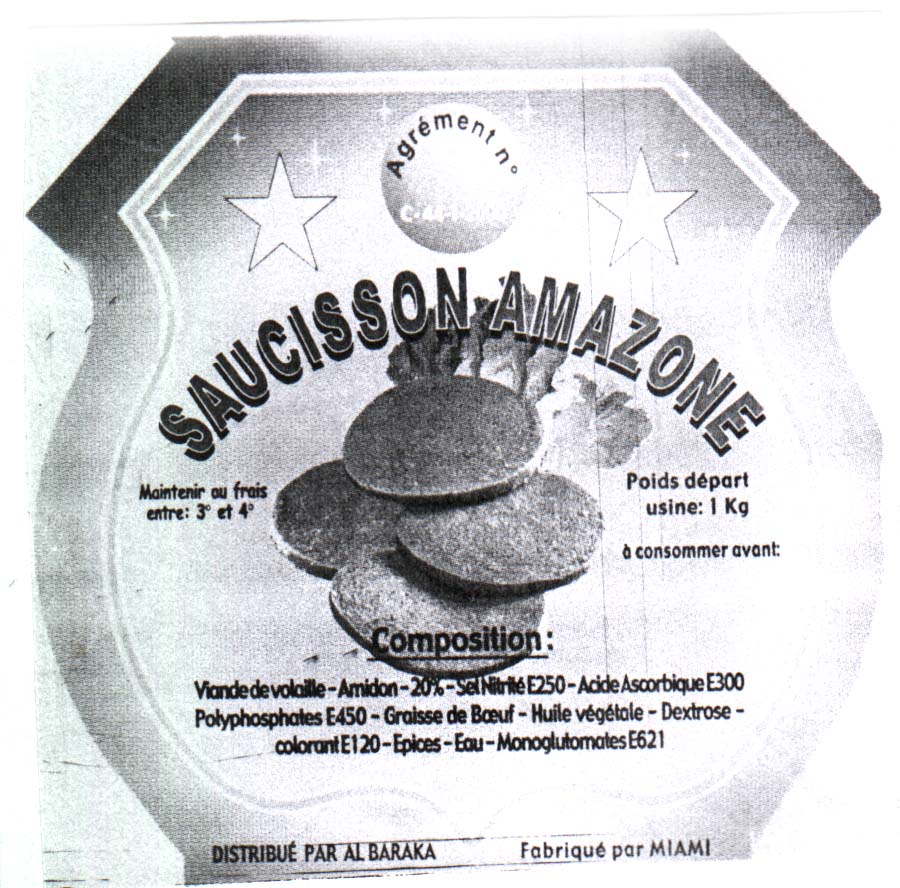 Agrément n°
SAUCISSON AMAZONE
Maintenir au frais
entre: 3° et 4°
Poids départ
usine: 1 Kg
à consommer avant:
Composition:
Viande de volaille - Amidon - 20% - Sel Nitrité E250 - Acide Ascorbique E300
Polyphosphates E450 - Graisse de Bœuf - Huile végétale - Dextrose -
colorant E120 - Epices - Eau - Monoglutomates E621
DISTRIBUÉ PAR AL BARAKA
Fabriqué par MIAMI